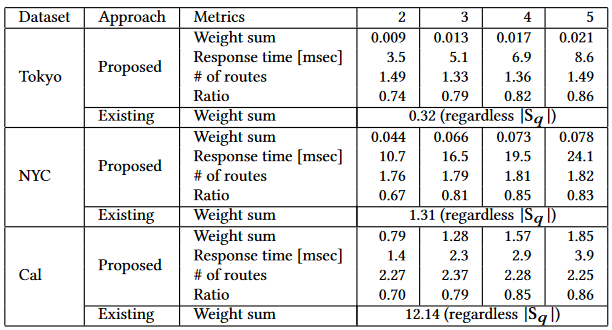 Dataset Approach Metrics 2 3 4 5
Weight sum 0.009 0.013 0.017 0.021
Response time [msec] 3.5 5.1 6.9 8.6
Tokyo Proposed # of routes 1.49 1.33 1.36 1.49
Ratio 0.74 0.79 0.82 0.86
Existing Weight sum 0.32 (regardless |Sq|)
Weight sum 0.044 0.066 0.073 0.078
Response time [msec] 10.7 16.5 19.5 24.1
NYC Proposed # of routes 1.76 1.79 1.81 1.82
Ratio 0.67 0.81 0.85 0.83
Existing Weight sum 1.31 (regardless |Sq|)
Weight sum 0.79 1.28 1.57 1.85
Response time [msec] 1.4 2.3 2.9 3.9
Cal Proposed # of routes 2.27 2.37 2.28 2.25
Ratio 0.70 0.79 0.85 0.86
Existing Weight sum 12.14 (regardless |Sq|)